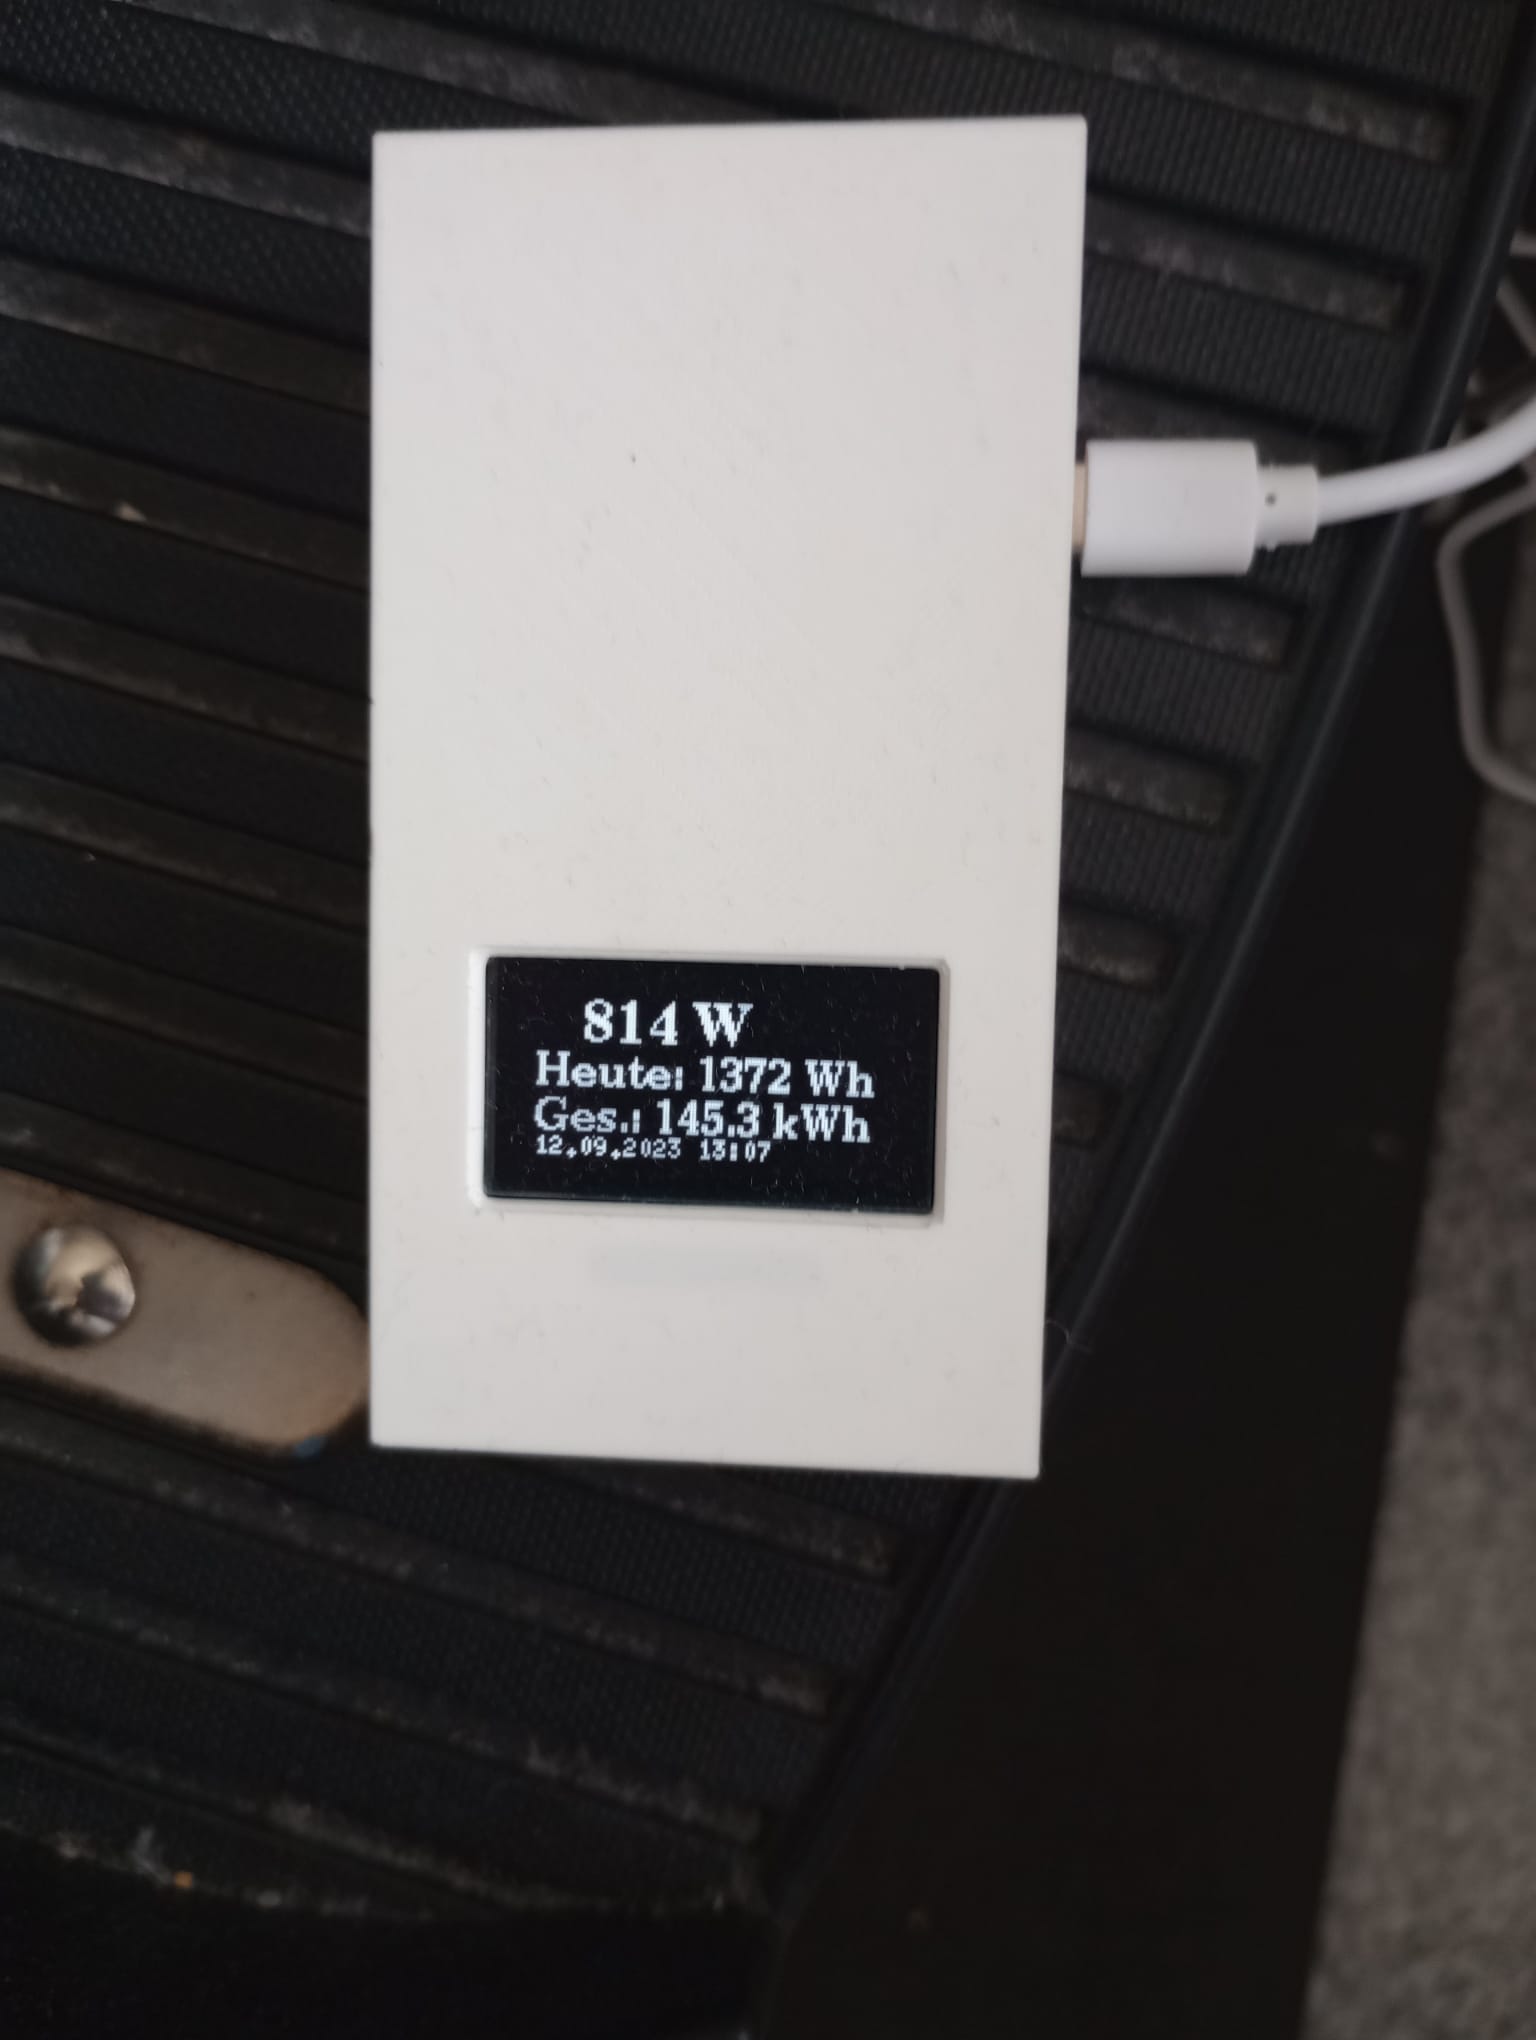 814 W
Heute: 1372 Wh
Ges.: 145.3 kWh
12.09.2023 13:07